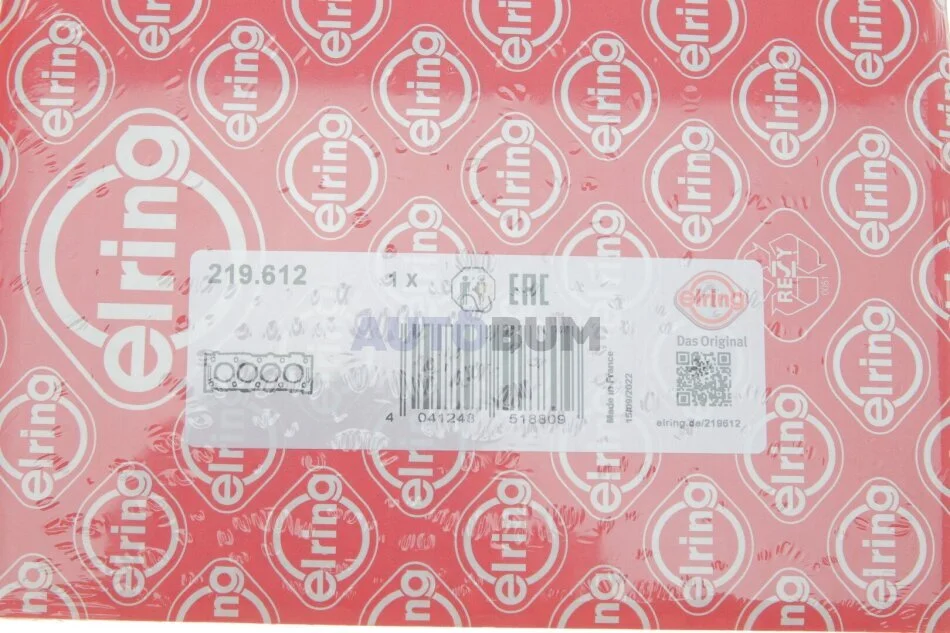 elring
219.612
1 x
EAC
elring
Das Original
AUTOBUM
4 041248 518809
Made in France
15/09/2022
elring.de/219612
REZY